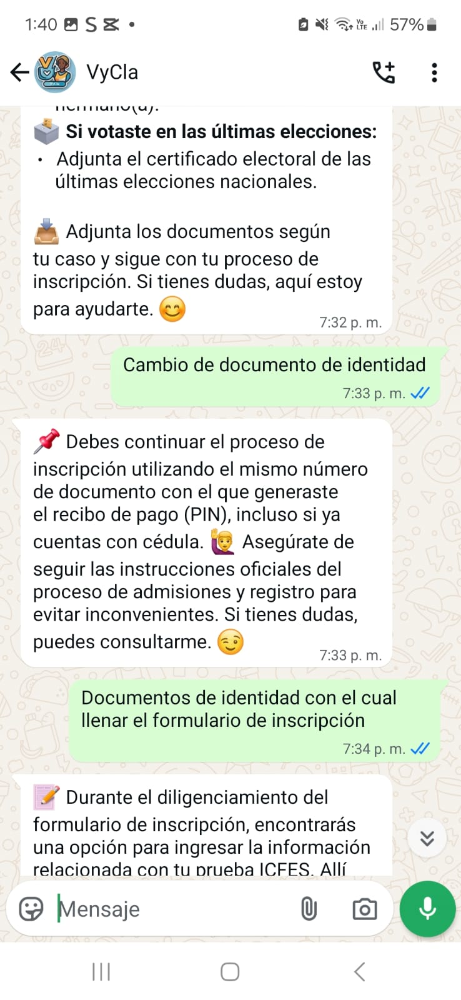 1:40
Vo
LTE
57%
VyCla
hermano(a).
Si votaste en las últimas elecciones:
• Adjunta el certificado electoral de las
últimas elecciones nacionales.
Adjunta los documentos según
tu caso y sigue con tu proceso de
inscripción. Si tienes dudas, aquí estoy
para ayudarte. 😊
7:32 p. m.
Cambio de documento de identidad
7:33 p. m.
📌 Debes continuar el proceso de
inscripción utilizando el mismo número
de documento con el que generaste
el recibo de pago (PIN), incluso si ya
cuentas con cédula. 🙋‍♂️ Asegúrate de
seguir las instrucciones oficiales del
proceso de admisiones y registro para
evitar inconvenientes. Si tienes dudas,
puedes consultarme. 😉
7:33 p. m.
Documentos de identidad con el cual
llenar el formulario de inscripción
7:34 p. m.
📝 Durante el diligenciamiento del
formulario de inscripción, encontrarás
una opción para ingresar la información
relacionada con tu prueba ICFES. Allí
Mensaje